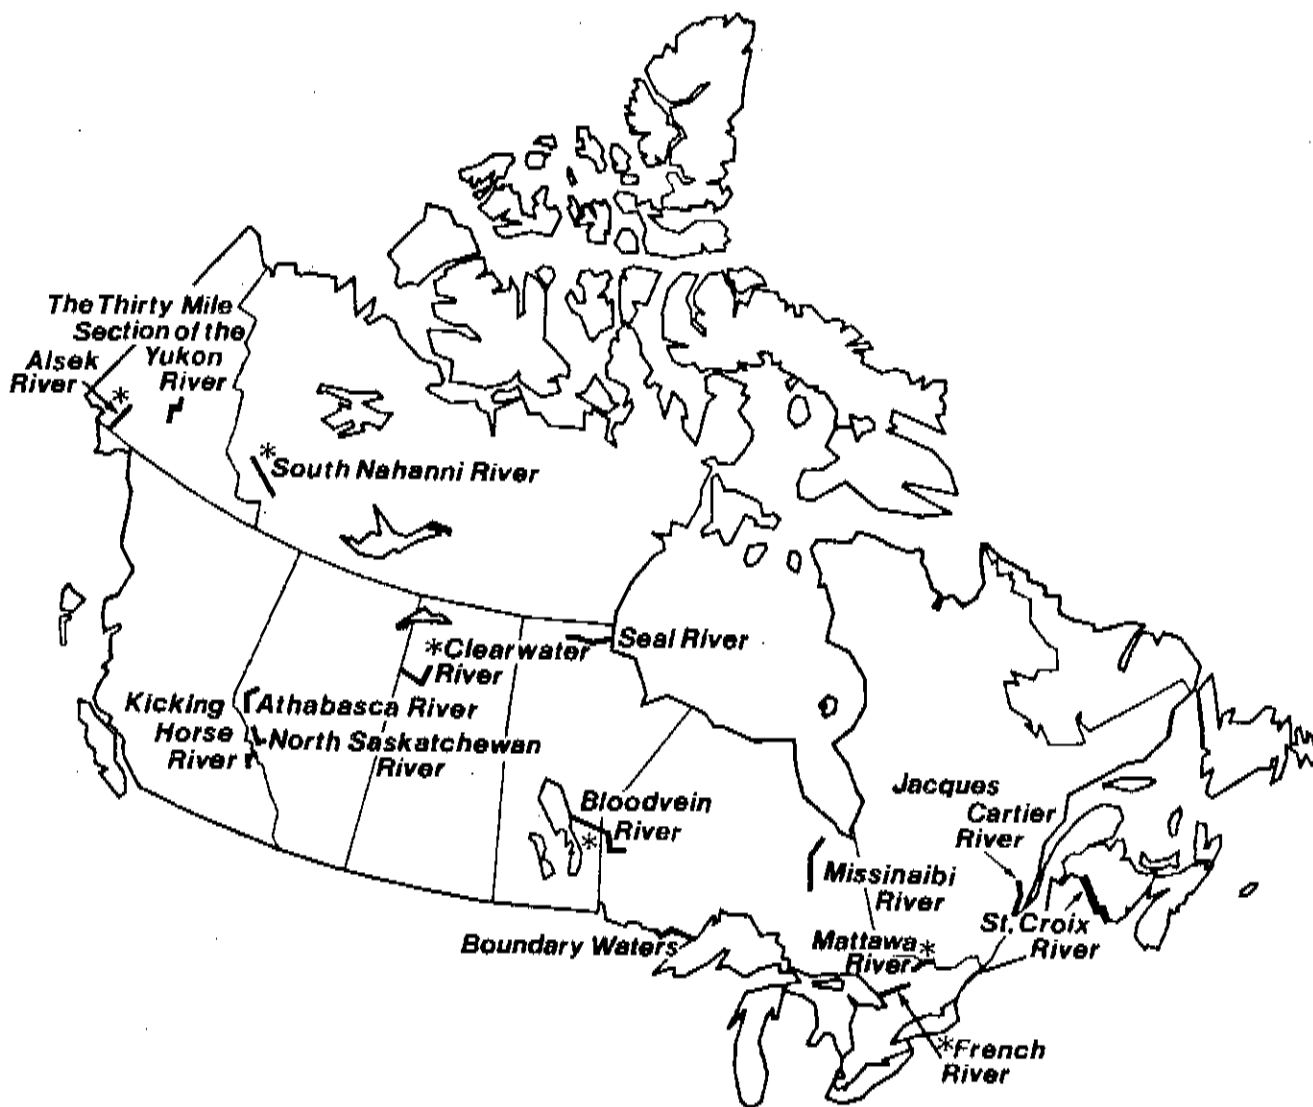 The Thirty Mile
Section of the
Yukon
River
Alsek
River
*
*
South Nahanni River
*Clearwater
River
Seal River
Kicking
Horse
River
Athabasca River
North Saskatchewan
River
Bloodvein
River
*
Jacques
Cartier
River
Missinaibi
River
St. Croix
River
Boundary Waters
Mattawa*
River
*French
River